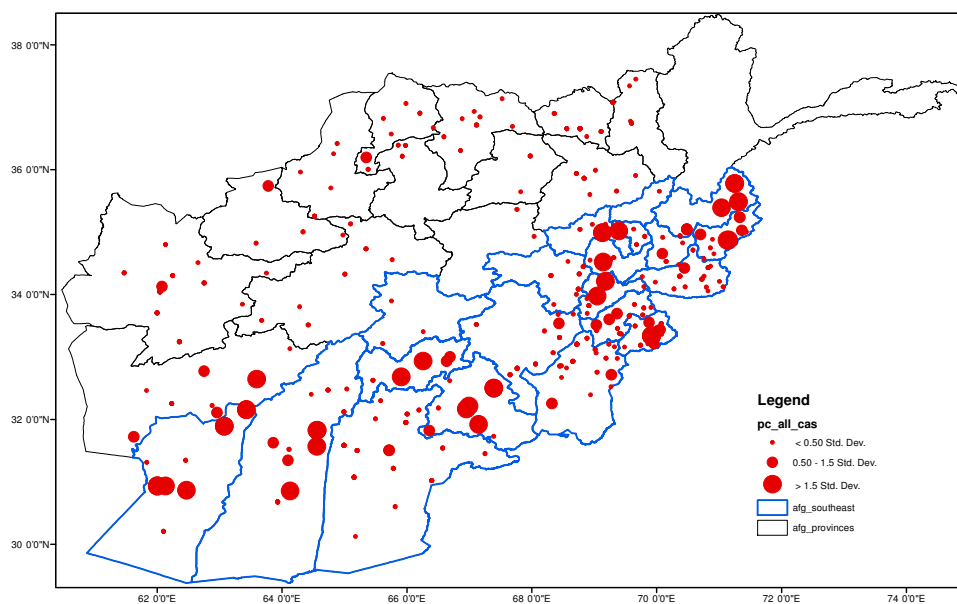 38 0'0"N
36 0'0"N
34 0'0"N
32 0'0"N
30 0'0"N
Legend
pc_all_cas
< 0.50 Std. Dev.
0.50 - 1.5 Std. Dev.
> 1.5 Std. Dev.
afg_southeast
afg_provinces
62 0'0"E
64 0'0"E
66 0'0"E
68 0'0"E
70 0'0"E
72 0'0"E
74 0'0"E